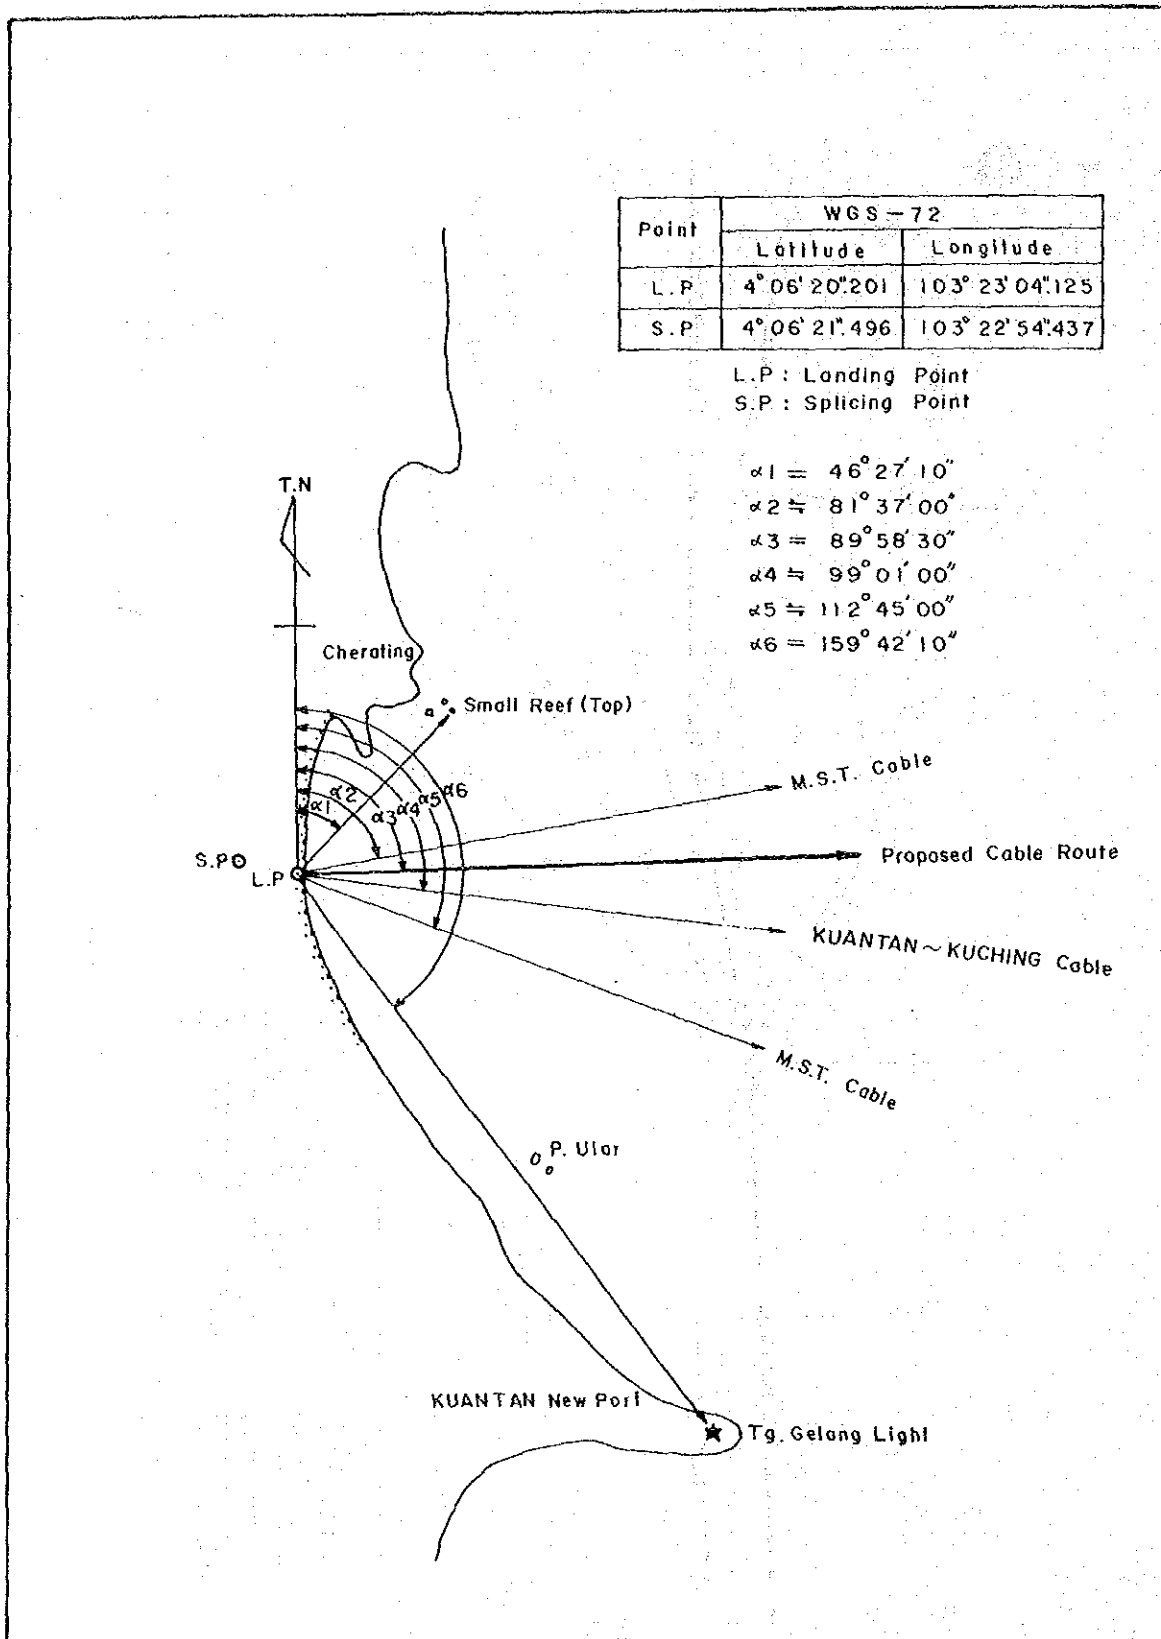 Point WGS-72
Latitude Longitude
L.P 4° 06' 20".201 103° 23' 04".125
S.P 4° 06' 21".496 103° 22' 54".437
L.P : Landing Point
S.P : Splicing Point
α1 = 46° 27' 10"
α2 ≒ 81° 37' 00"
α3 = 89° 58' 30"
α4 ≒ 99° 01' 00"
α5 ≒ 112° 45' 00"
α6 = 159° 42' 10"
T.N
Cherating
Small Reef (Top)
M.S.T. Cable
α1 α2 α3 α4 α5 α6
S.P
L.P
Proposed Cable Route
KUANTAN~KUCHING Cable
M.S.T. Cable
P. Ular
KUANTAN New Port
Tg. Gelang Light